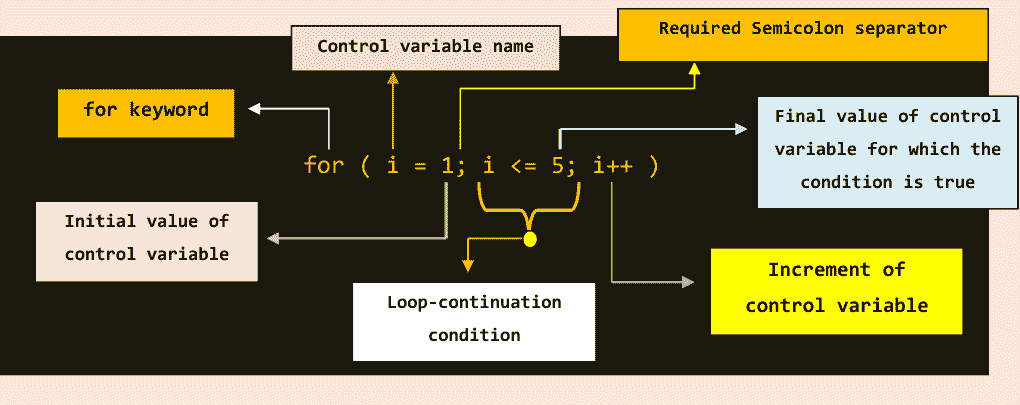 Control variable name
Required Semicolon separator
for keyword
Final value of control
variable for which the
condition is true
for ( i = 1; i <= 5; i++ )
Initial value of
control variable
Loop-continuation
condition
Increment of
control variable